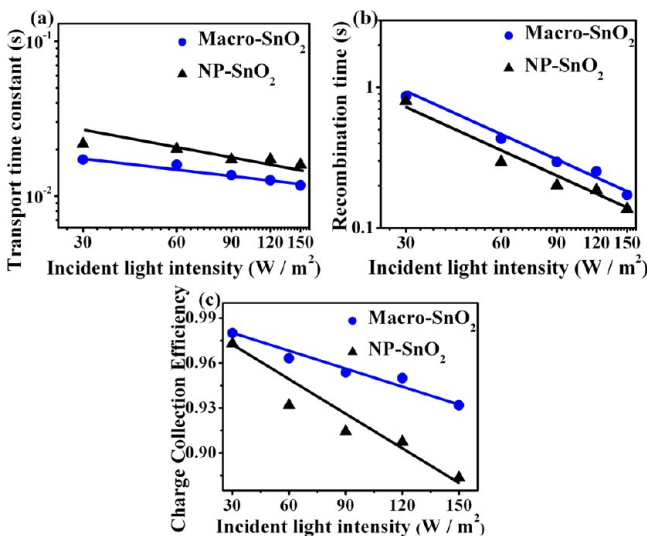 (a)
Macro-SnO₂
NP-SnO₂
Transport time constant (s)
10⁻¹
10⁻²
30 60 90 120 150
Incident light intensity (W / m²)
(b)
Macro-SnO₂
NP-SnO₂
Recombination time (s)
1
0.1
30 60 90 120 150
Incident light intensity (W / m²)
(c)
Macro-SnO₂
NP-SnO₂
Charge Collection Efficiency
0.99
0.96
0.93
0.90
30 60 90 120 150
Incident light intensity (W / m²)